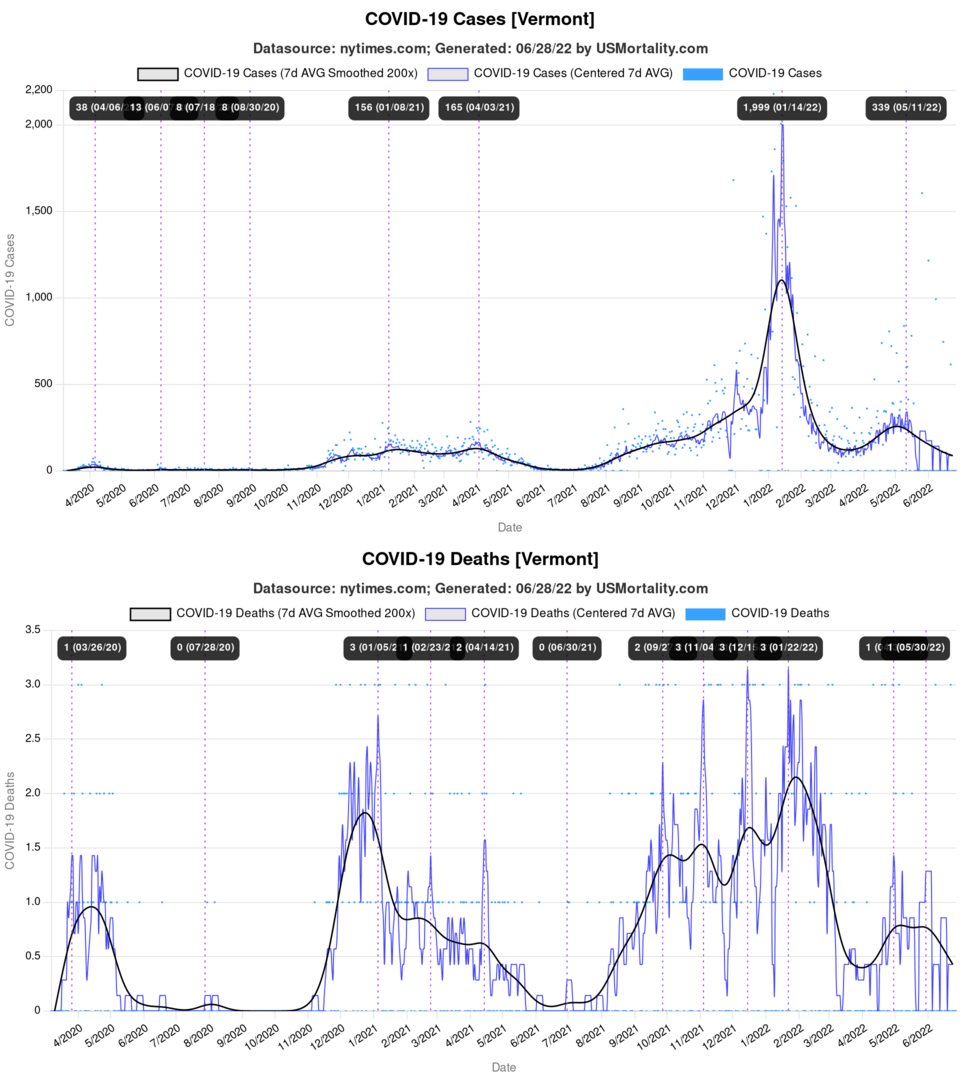 COVID-19 Cases [Vermont]
Datasource: nytimes.com; Generated: 06/28/22 by USMortality.com
COVID-19 Cases (7d AVG Smoothed 200x) COVID-19 Cases (Centered 7d AVG) COVID-19 Cases
2,200
38 (04/06/ 13 (06/07 8 (07/18 8 (08/30/20) 156 (01/08/21) 165 (04/03/21) 1,999 (01/14/22) 339 (05/11/22)
2,000
1,500
1,000
500
0
COVID-19 Cases
4/2020 5/2020 6/2020 7/2020 8/2020 9/2020 10/2020 11/2020 12/2020 1/2021 2/2021 3/2021 4/2021 5/2021 6/2021 7/2021 8/2021 9/2021 10/2021 11/2021 12/2021 1/2022 2/2022 3/2022 4/2022 5/2022 6/2022
Date
COVID-19 Deaths [Vermont]
Datasource: nytimes.com; Generated: 06/28/22 by USMortality.com
COVID-19 Deaths (7d AVG Smoothed 200x) COVID-19 Deaths (Centered 7d AVG) COVID-19 Deaths
3.5
1 (03/26/20) 0 (07/28/20) 3 (01/05/2 1 (02/23/2 2 (04/14/21) 0 (06/30/21) 2 (09/2 3 (11/04 3 (12/1 3 (01/22/22) 1 (0 1 (05/30/22)
3.0
2.5
2.0
1.5
1.0
0.5
0
COVID-19 Deaths
4/2020 5/2020 6/2020 7/2020 8/2020 9/2020 10/2020 11/2020 12/2020 1/2021 2/2021 3/2021 4/2021 5/2021 6/2021 7/2021 8/2021 9/2021 10/2021 11/2021 12/2021 1/2022 2/2022 3/2022 4/2022 5/2022 6/2022
Date